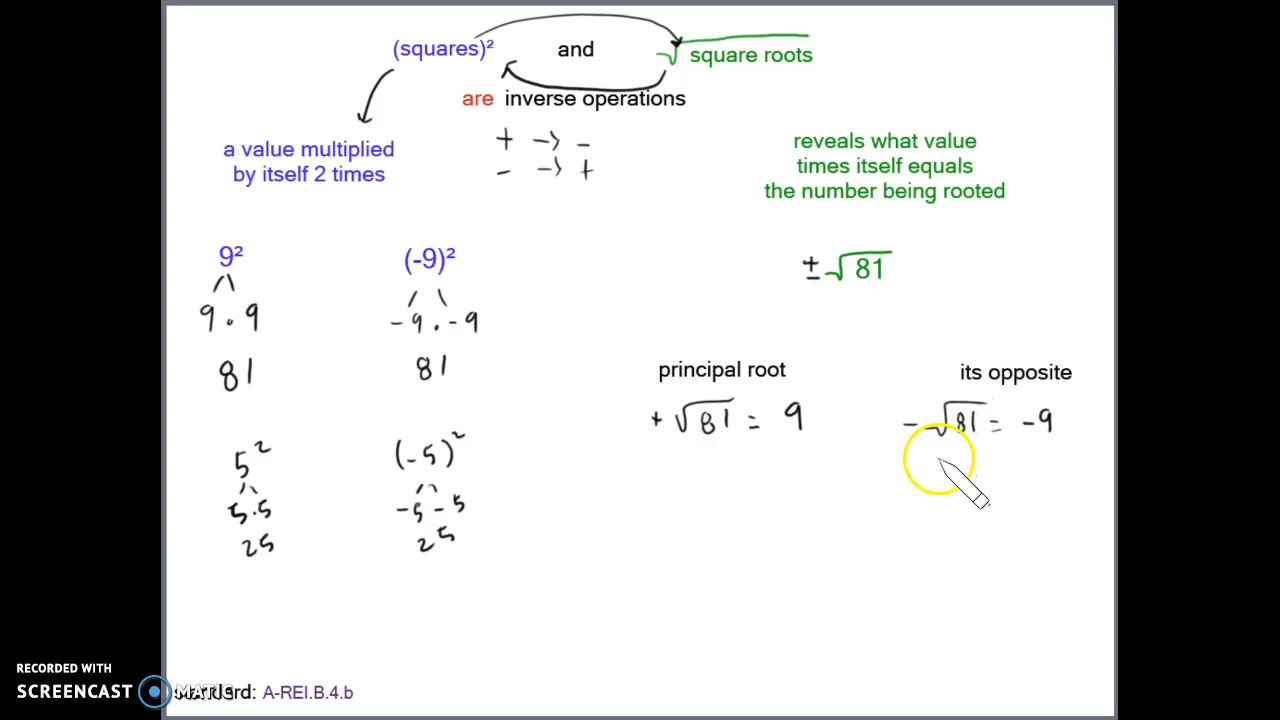 (squares)² and √square roots
are inverse operations
+ -> -
- -> +
a value multiplied
by itself 2 times
reveals what value
times itself equals
the number being rooted
9² (-9)²
9 . 9 -9 . -9
81 81
±√81
principal root its opposite
+ √81 = 9 - √81 = -9
5² (-5)²
5.5 -5 -5
25 25
RECORDED WITH
SCREENCAST MATIC
A-REI.B.4.b